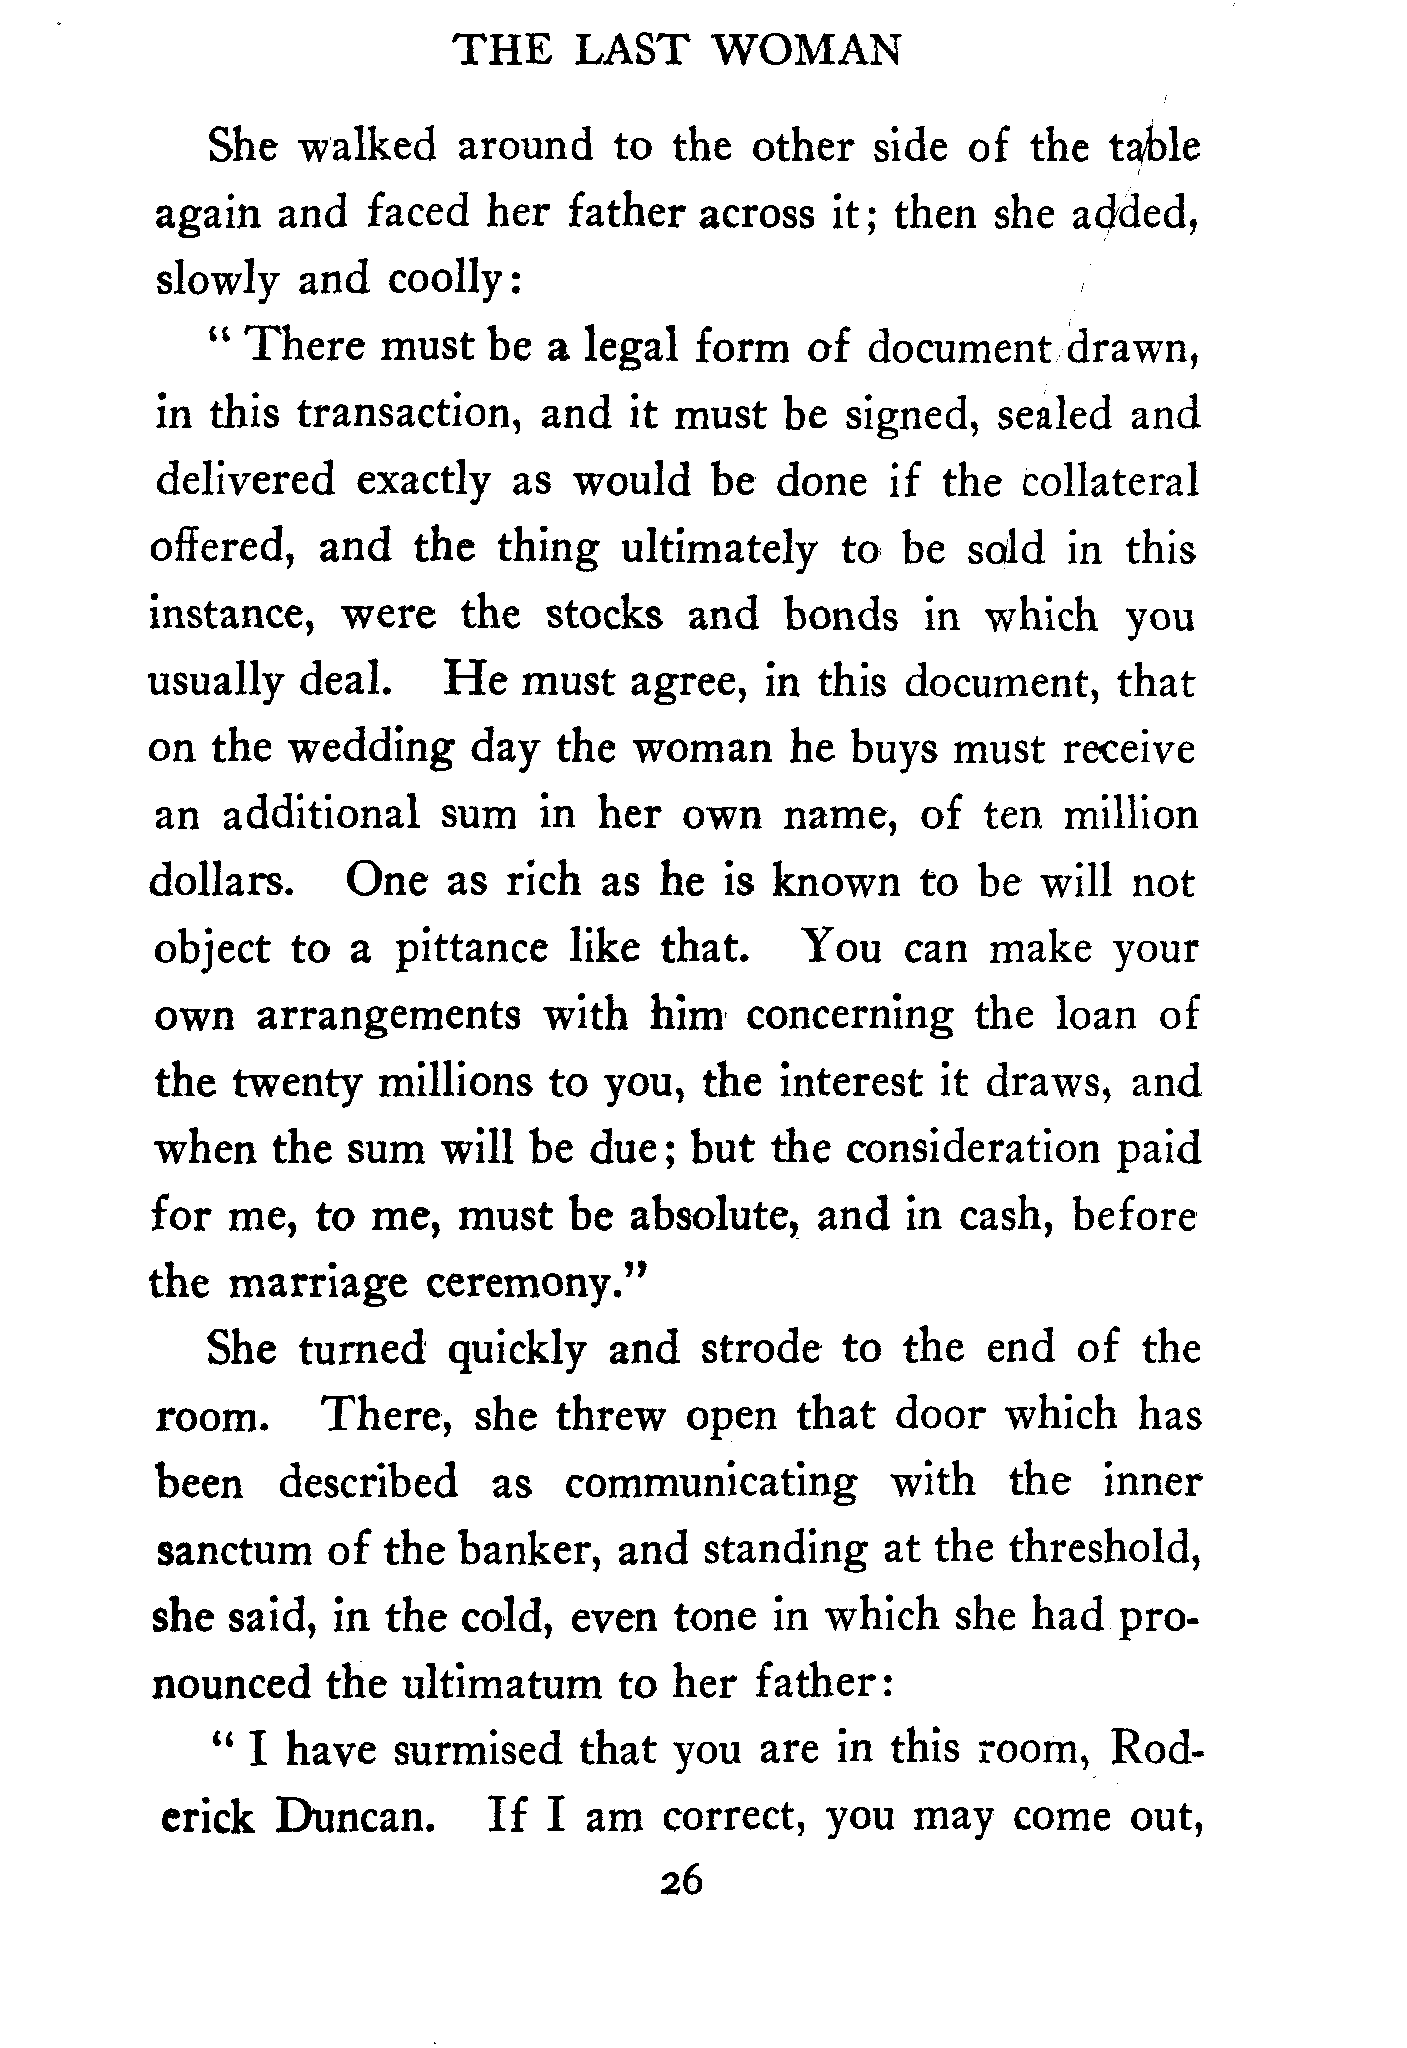 THE LAST WOMAN
She walked around to the other side of the table
again and faced her father across it; then she added,
slowly and coolly:
" There must be a legal form of document drawn,
in this transaction, and it must be signed, sealed and
delivered exactly as would be done if the collateral
offered, and the thing ultimately to be sold in this
instance, were the stocks and bonds in which you
usually deal. He must agree, in this document, that
on the wedding day the woman he buys must receive
an additional sum in her own name, of ten million
dollars. One as rich as he is known to be will not
object to a pittance like that. You can make your
own arrangements with him concerning the loan of
the twenty millions to you, the interest it draws, and
when the sum will be due; but the consideration paid
for me, to me, must be absolute, and in cash, before
the marriage ceremony."
She turned quickly and strode to the end of the
room. There, she threw open that door which has
been described as communicating with the inner
sanctum of the banker, and standing at the threshold,
she said, in the cold, even tone in which she had pro-
nounced the ultimatum to her father:
" I have surmised that you are in this room, Rod-
erick Duncan. If I am correct, you may come out,
26